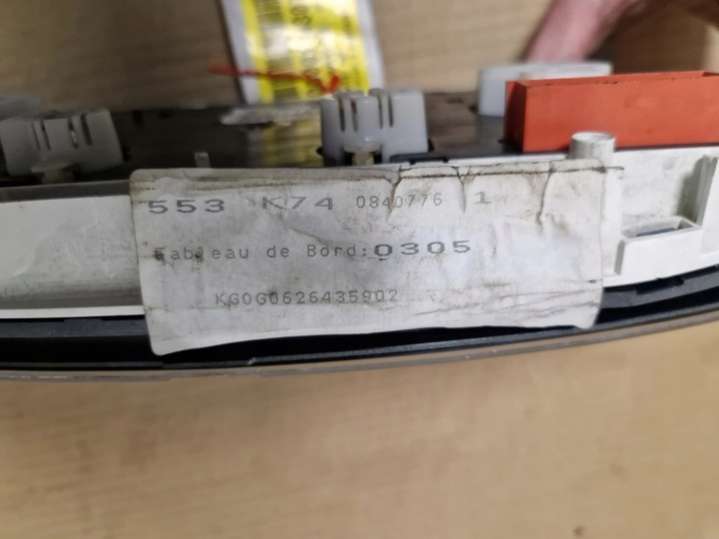 553 K74 0840776 1
Tableau de Bord:0305
KG0G0626435902